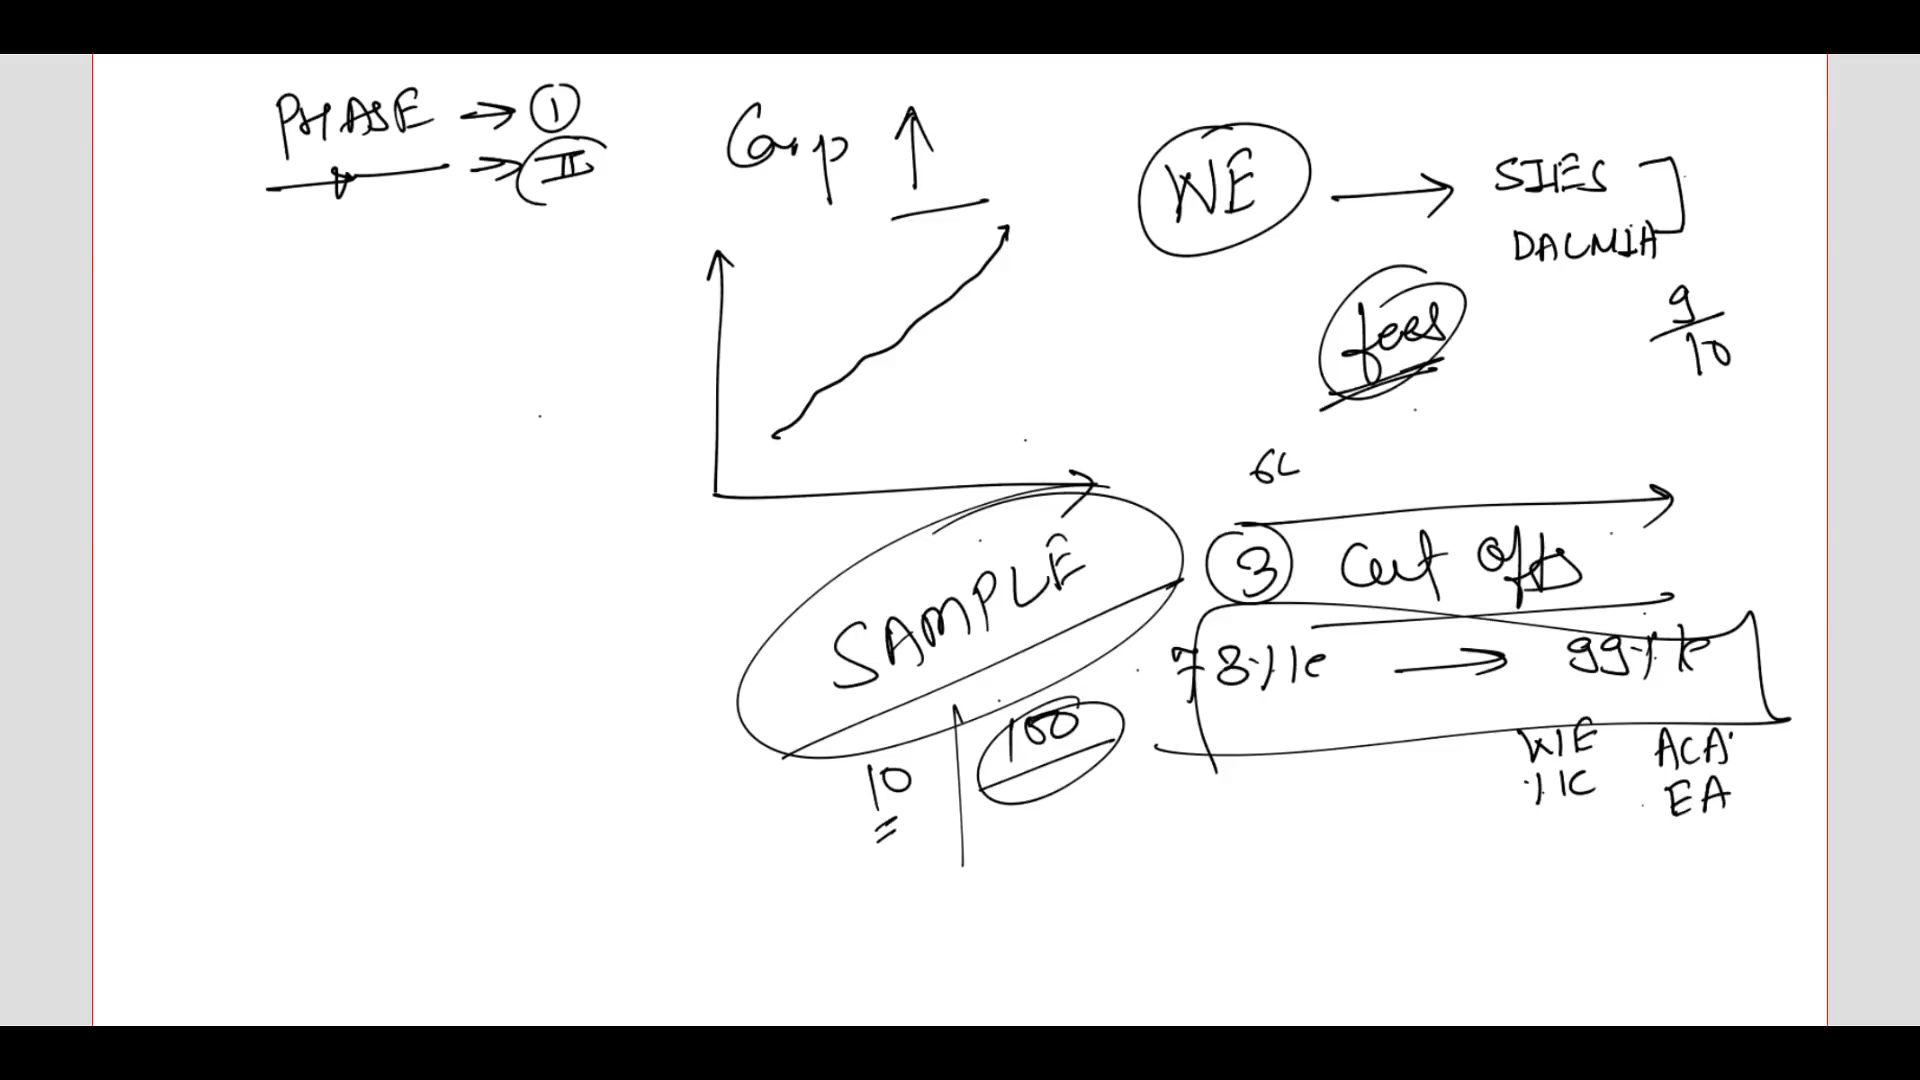 PHASE → ①
→ II
Gap ↑
WE → SIES
DALMIA
fees
9/10
6L
③ Cut offs
SAMPLE
78%le → 99%le
10
100
WE ACA
%le EA